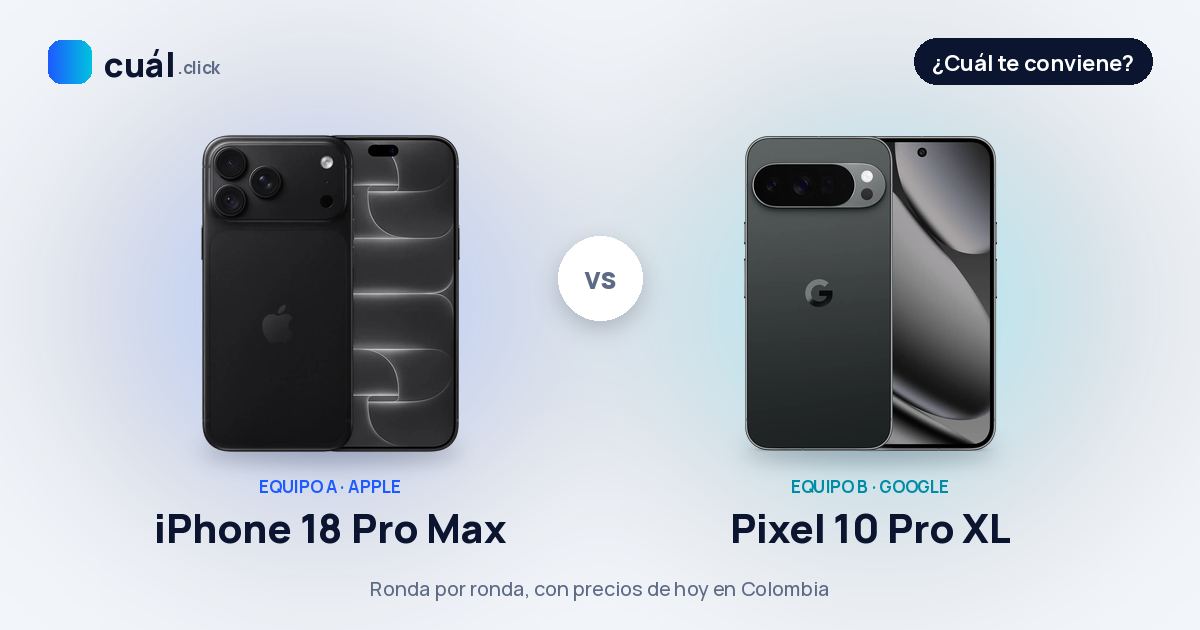 cuál.click
¿Cuál te conviene?
VS
EQUIPO A · APPLE
iPhone 18 Pro Max
EQUIPO B · GOOGLE
Pixel 10 Pro XL
Ronda por ronda, con precios de hoy en Colombia